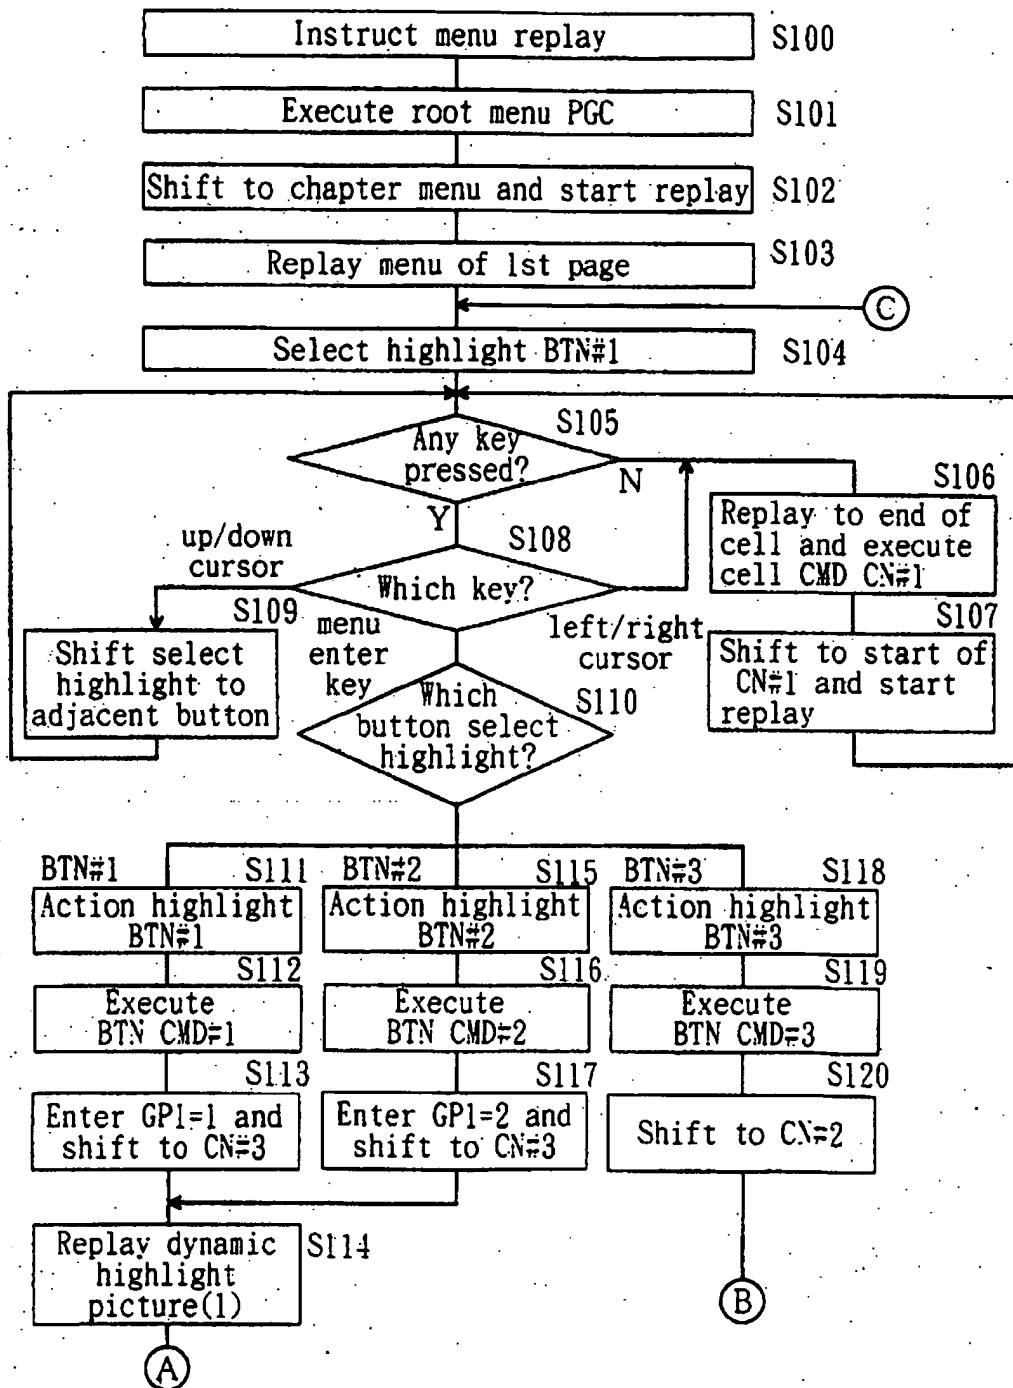 Instruct menu replay
S100
Execute root menu PGC
S101
Shift to chapter menu and start replay
S102
Replay menu of 1st page
S103
C
Select highlight BTN#1
S104
S105
Any key
pressed?
N
Y
S106
Replay to end of
cell and execute
cell CMD CN#1
S107
Shift to start of
CN#1 and start
replay
up/down
cursor
S108
Which key?
S109
Shift select
highlight to
adjacent button
menu
enter
key
left/right
cursor
S110
Which
button select
highlight?
BTN#1
S111
Action highlight
BTN#1
S112
Execute
BTN CMD#1
S113
Enter GP1=1 and
shift to CN#3
BTN#2
S115
Action highlight
BTN#2
S116
Execute
BTN CMD#2
S117
Enter GP1=2 and
shift to CN#3
BTN#3
S118
Action highlight
BTN#3
S119
Execute
BTN CMD#3
S120
Shift to CN#2
Replay dynamic
highlight
picture(1)
S114
B
A